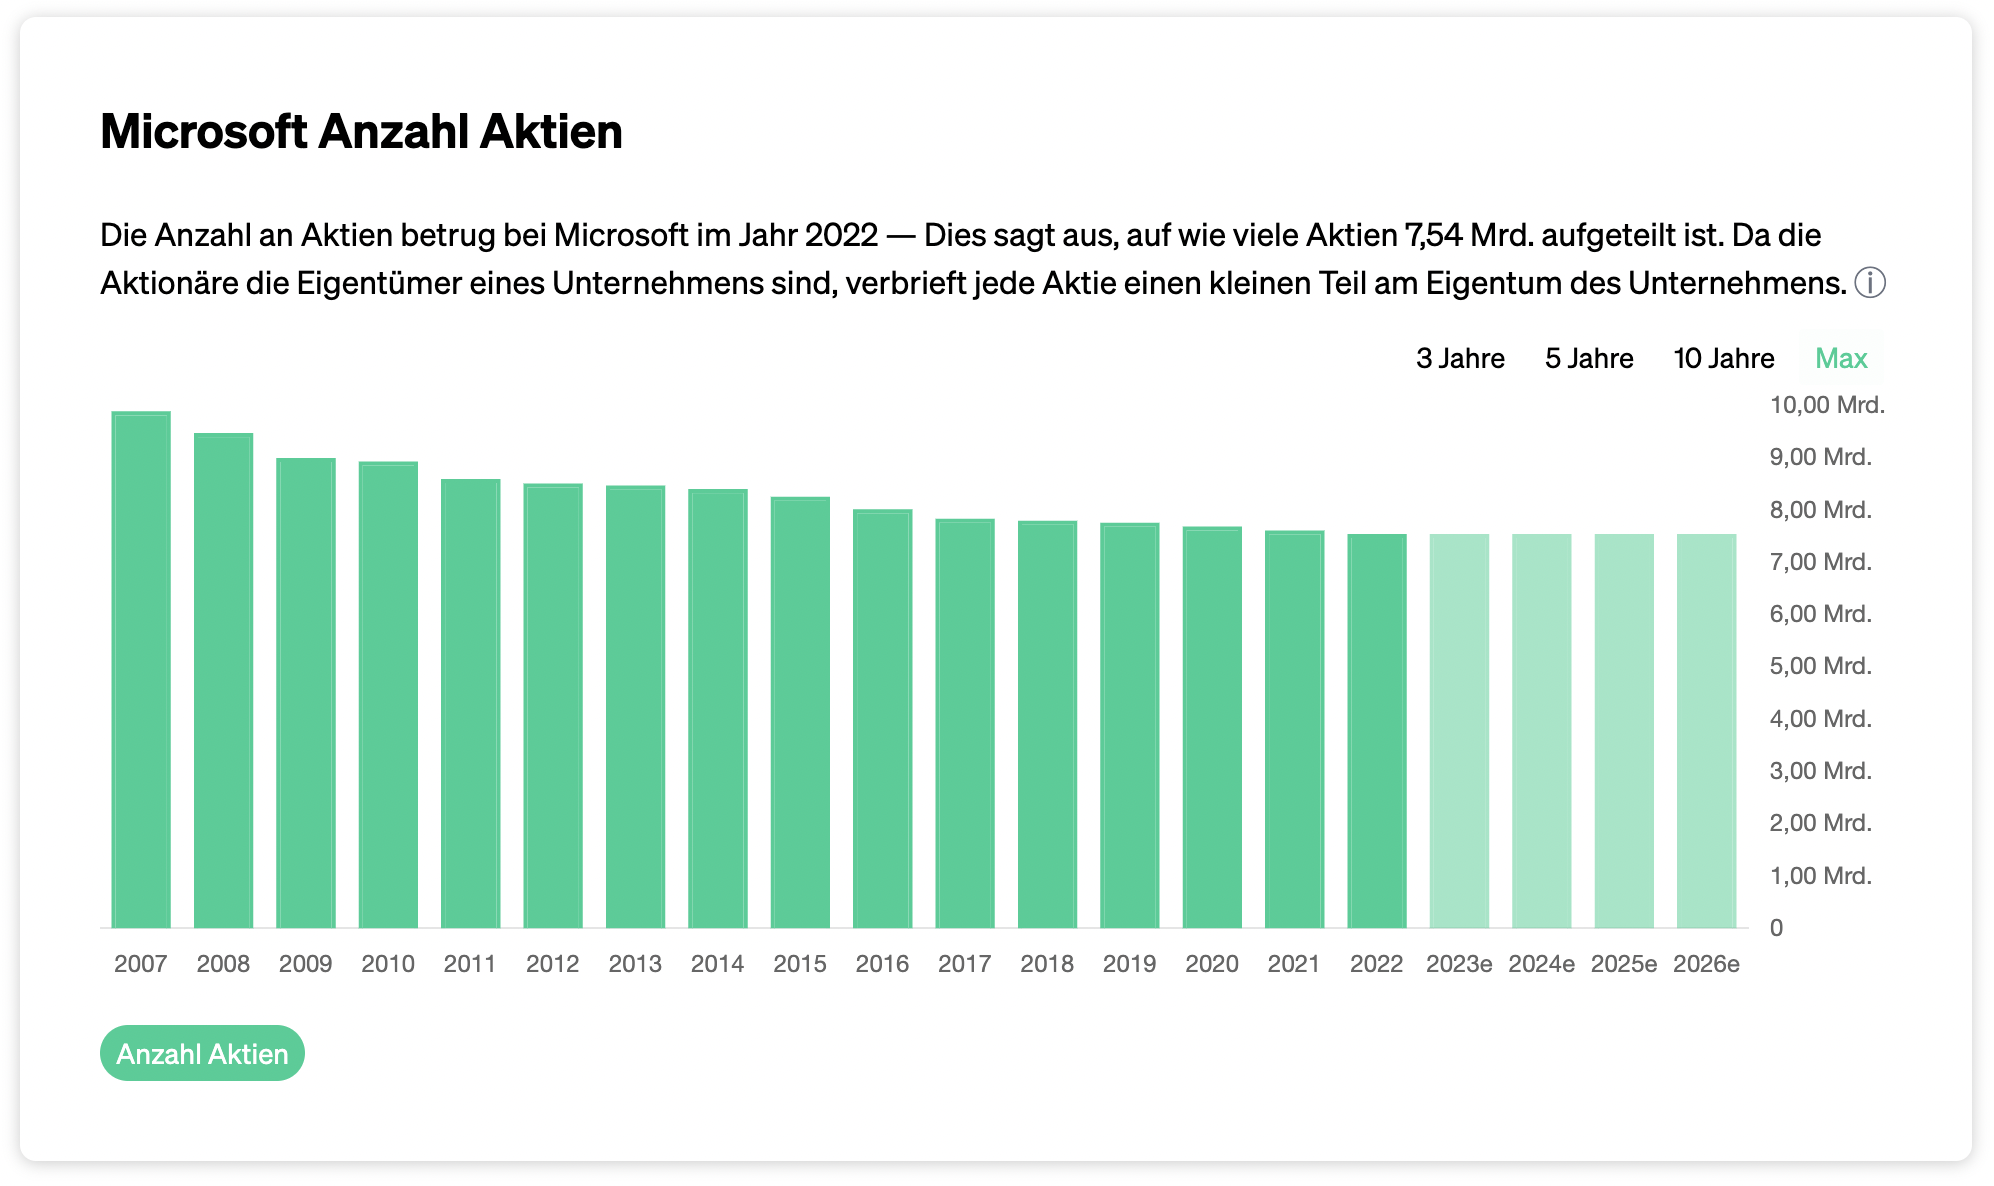 Microsoft Anzahl Aktien
Die Anzahl an Aktien betrug bei Microsoft im Jahr 2022 — Dies sagt aus, auf wie viele Aktien 7,54 Mrd. aufgeteilt ist. Da die
Aktionäre die Eigentümer eines Unternehmens sind, verbrieft jede Aktie einen kleinen Teil am Eigentum des Unternehmens. ⓘ
3 Jahre 5 Jahre 10 Jahre Max
10,00 Mrd.
9,00 Mrd.
8,00 Mrd.
7,00 Mrd.
6,00 Mrd.
5,00 Mrd.
4,00 Mrd.
3,00 Mrd.
2,00 Mrd.
1,00 Mrd.
0
2007 2008 2009 2010 2011 2012 2013 2014 2015 2016 2017 2018 2019 2020 2021 2022 2023e 2024e 2025e 2026e
Anzahl Aktien